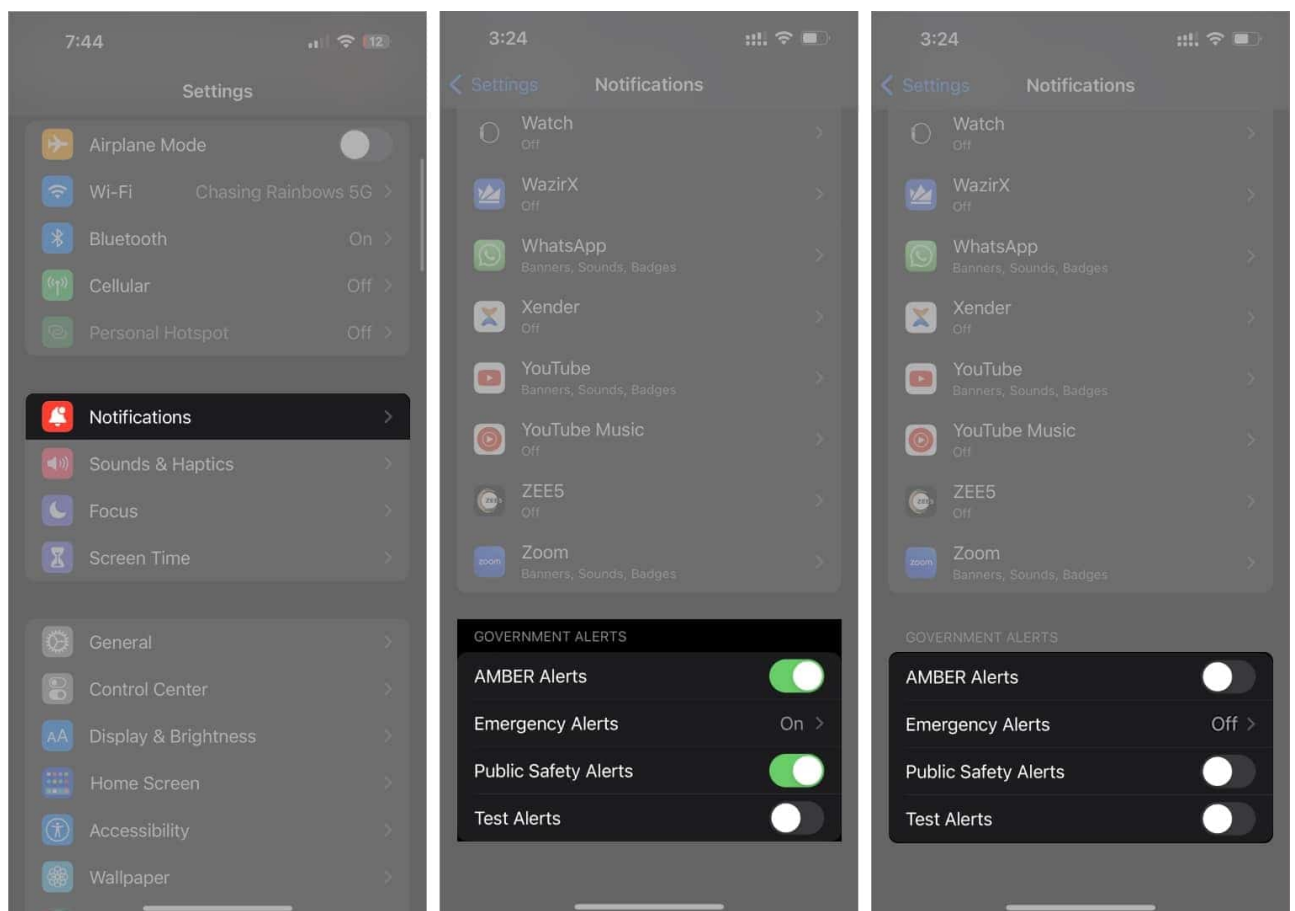 7:44
12
Settings
Airplane Mode
Wi-Fi Chasing Rainbows 5G
Bluetooth On
Cellular Off
Personal Hotspot Off
Notifications
Sounds & Haptics
Focus
Screen Time
General
Control Center
AA Display & Brightness
Home Screen
Accessibility
Wallpaper
3:24
Settings Notifications
Watch
Off
WazirX
Off
WhatsApp
Banners, Sounds, Badges
Xender
Off
YouTube
Banners, Sounds, Badges
YouTube Music
Off
ZEE5
ZEE5
Off
Zoom
zoom
Banners, Sounds, Badges
GOVERNMENT ALERTS
AMBER Alerts
Emergency Alerts On
Public Safety Alerts
Test Alerts
3:24
Settings Notifications
Watch
Off
WazirX
Off
WhatsApp
Banners, Sounds, Badges
Xender
Off
YouTube
Banners, Sounds, Badges
YouTube Music
Off
ZEE5
ZEE5
Off
Zoom
zoom
Banners, Sounds, Badges
GOVERNMENT ALERTS
AMBER Alerts
Emergency Alerts Off
Public Safety Alerts
Test Alerts